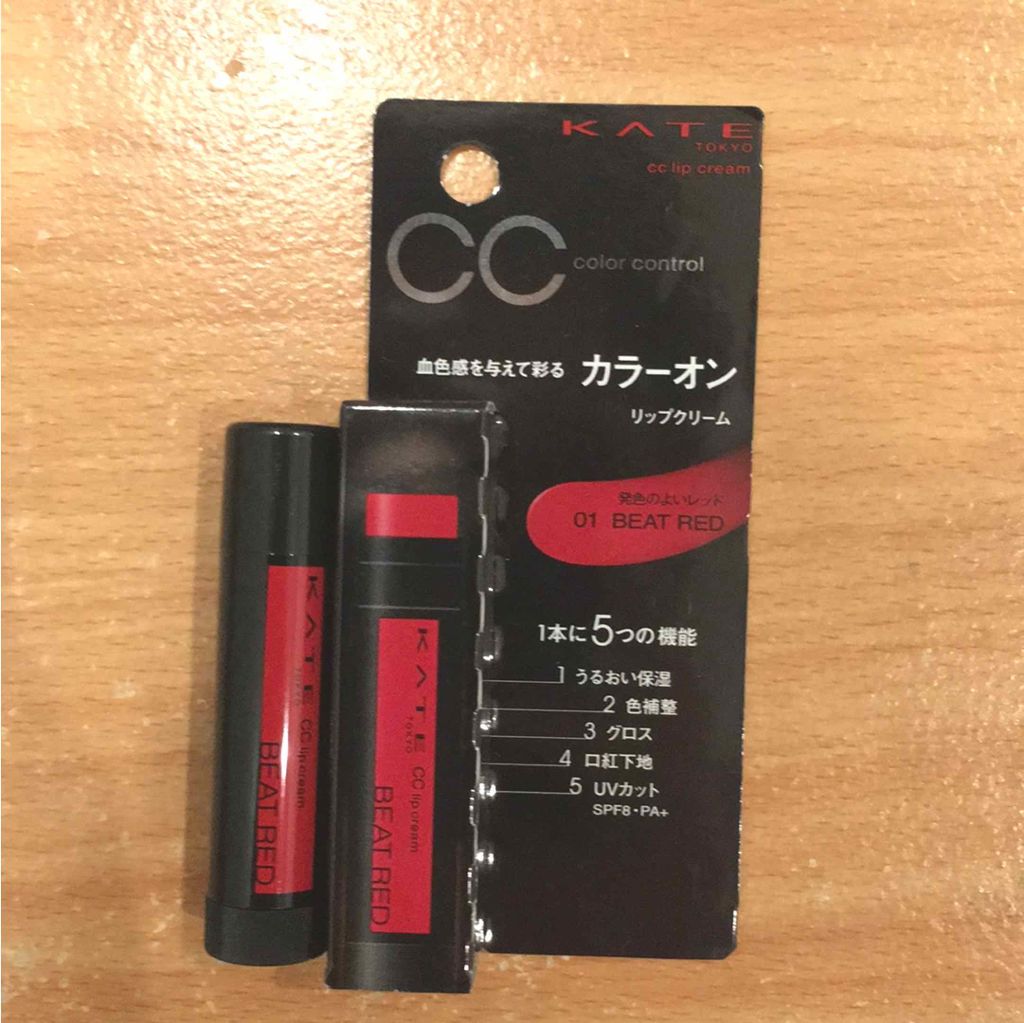 KATE
TOKYO
cc lip cream
CC color control
血色感を与えて彩る カラーオン
リップクリーム
発色のよいレッド
01 BEAT RED
1本に5つの機能
1 うるおい保湿
2 色補整
3 グロス
4 口紅下地
5 UVカット
SPF8・PA+
KATE
TOKYO
CC lip cream
BEAT RED
KATE
TOKYO
CC lip cream
BEAT RED